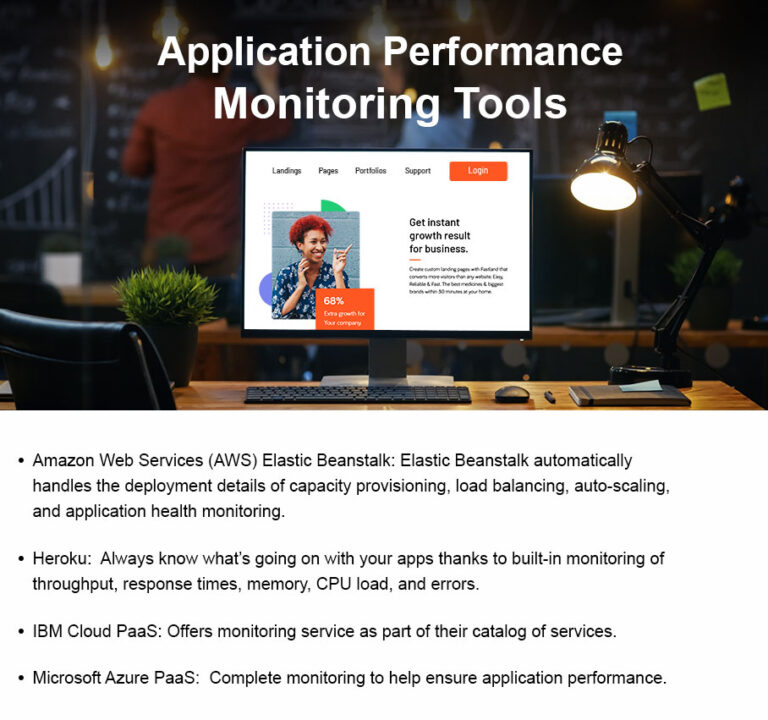 Application Performance
Monitoring Tools
Landings Pages Portfolios Support Login
Get instant
growth result
for business.
Create custom landing pages with Fastland that
converts more visitors than any website. Easy,
Reliable & Fast. The best medicines & biggest
brands within 30 minutes at your home.
68%
Extra growth for
Your company.
• Amazon Web Services (AWS) Elastic Beanstalk: Elastic Beanstalk automatically
handles the deployment details of capacity provisioning, load balancing, auto-scaling,
and application health monitoring.
• Heroku:  Always know what’s going on with your apps thanks to built-in monitoring of
throughput, response times, memory, CPU load, and errors.
• IBM Cloud PaaS: Offers monitoring service as part of their catalog of services.
• Microsoft Azure PaaS:  Complete monitoring to help ensure application performance.